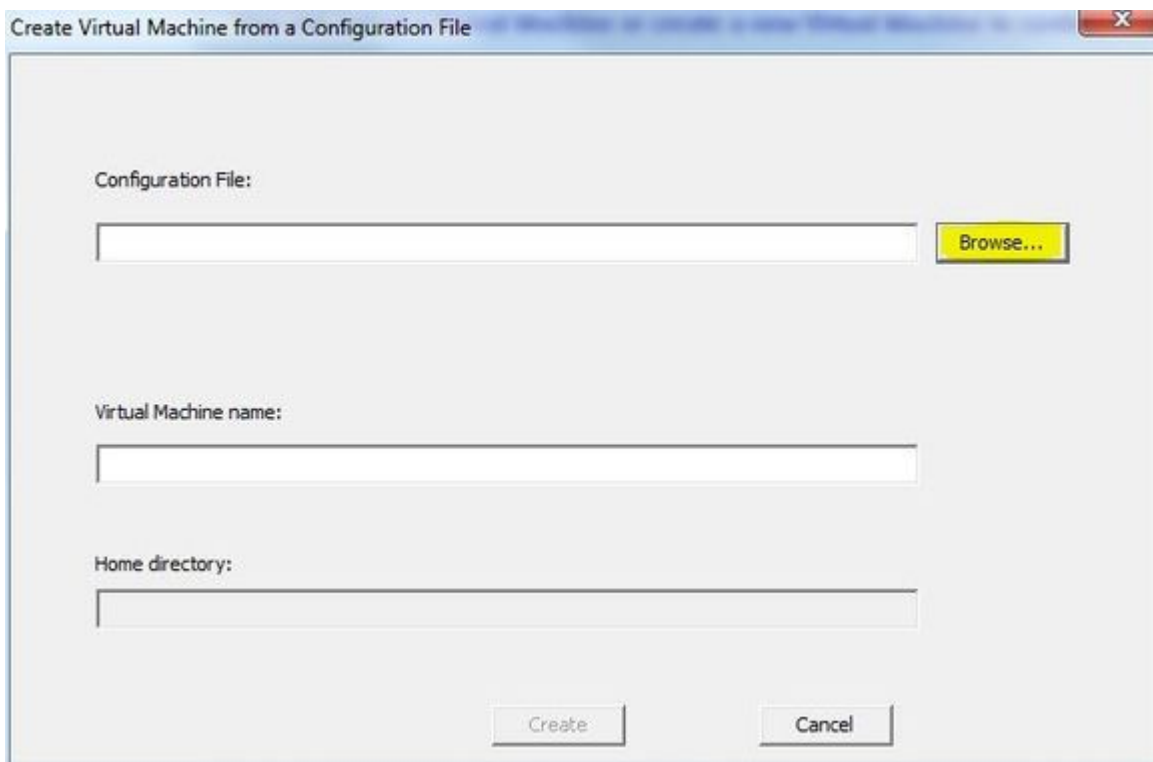 Create Virtual Machine from a Configuration File
Configuration File:
Browse...
Virtual Machine name:
Home directory:
Create
Cancel